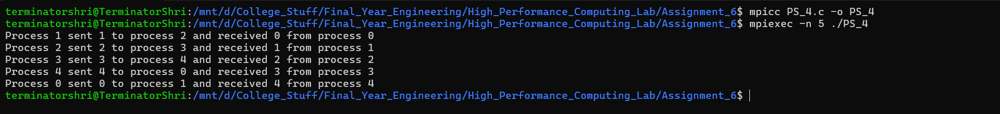 terminatorshri@TerminatorShri:/mnt/d/College_Stuff/Final_Year_Engineering/High_Performance_Computing_Lab/Assignment_6$ mpicc PS_4.c -o PS_4
terminatorshri@TerminatorShri:/mnt/d/College_Stuff/Final_Year_Engineering/High_Performance_Computing_Lab/Assignment_6$ mpiexec -n 5 ./PS_4
Process 1 sent 1 to process 2 and received 0 from process 0
Process 2 sent 2 to process 3 and received 1 from process 1
Process 3 sent 3 to process 4 and received 2 from process 2
Process 4 sent 4 to process 0 and received 3 from process 3
Process 0 sent 0 to process 1 and received 4 from process 4
terminatorshri@TerminatorShri:/mnt/d/College_Stuff/Final_Year_Engineering/High_Performance_Computing_Lab/Assignment_6$